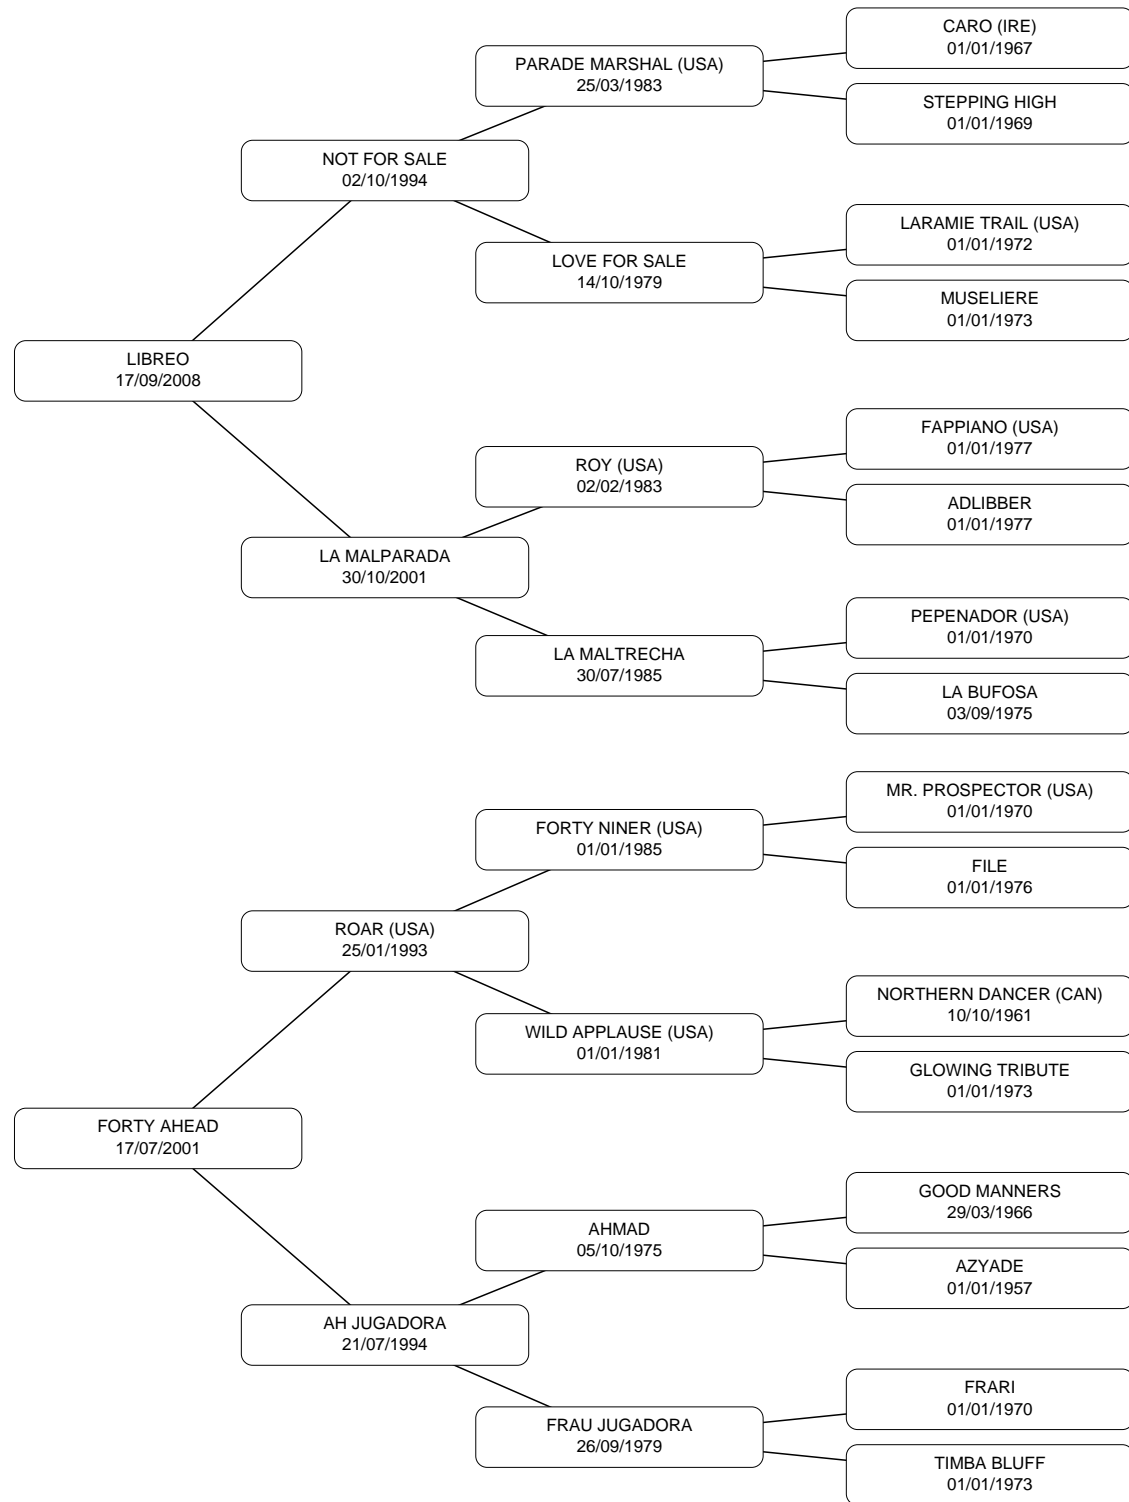 CARO (IRE)
01/01/1967
PARADE MARSHAL (USA)
25/03/1983
STEPPING HIGH
01/01/1969
NOT FOR SALE
02/10/1994
LARAMIE TRAIL (USA)
01/01/1972
LOVE FOR SALE
14/10/1979
MUSELIERE
01/01/1973
LIBREO
17/09/2008
FAPPIANO (USA)
01/01/1977
ROY (USA)
02/02/1983
ADLIBBER
01/01/1977
LA MALPARADA
30/10/2001
PEPENADOR (USA)
01/01/1970
LA MALTRECHA
30/07/1985
LA BUFOSA
03/09/1975
MR. PROSPECTOR (USA)
01/01/1970
FORTY NINER (USA)
01/01/1985
FILE
01/01/1976
ROAR (USA)
25/01/1993
NORTHERN DANCER (CAN)
10/10/1961
WILD APPLAUSE (USA)
01/01/1981
GLOWING TRIBUTE
01/01/1973
FORTY AHEAD
17/07/2001
GOOD MANNERS
29/03/1966
AHMAD
05/10/1975
AZYADE
01/01/1957
AH JUGADORA
21/07/1994
FRARI
01/01/1970
FRAU JUGADORA
26/09/1979
TIMBA BLUFF
01/01/1973